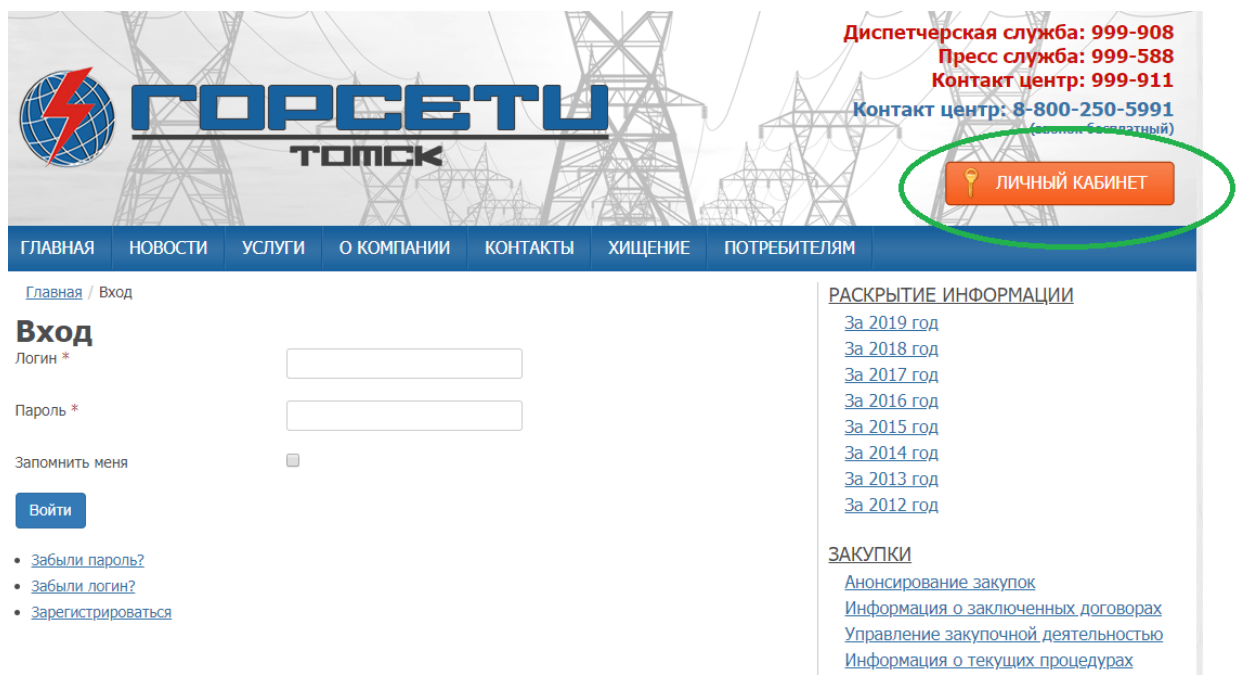 Диспетчерская служба: 999-908
Пресс служба: 999-588
Контакт центр: 999-911
Контакт центр: 8-800-250-5991
(звонок бесплатный)
ГОРСЕТИ
ТОМСК
ЛИЧНЫЙ КАБИНЕТ
ГЛАВНАЯ НОВОСТИ УСЛУГИ О КОМПАНИИ КОНТАКТЫ ХИЩЕНИЕ ПОТРЕБИТЕЛЯМ
Главная / Вход
Вход
Логин *
Пароль *
Запомнить меня
Войти
Забыли пароль?
Забыли логин?
Зарегистрироваться
РАСКРЫТИЕ ИНФОРМАЦИИ
За 2019 год
За 2018 год
За 2017 год
За 2016 год
За 2015 год
За 2014 год
За 2013 год
За 2012 год
ЗАКУПКИ
Анонсирование закупок
Информация о заключенных договорах
Управление закупочной деятельностью
Информация о текущих процедурах